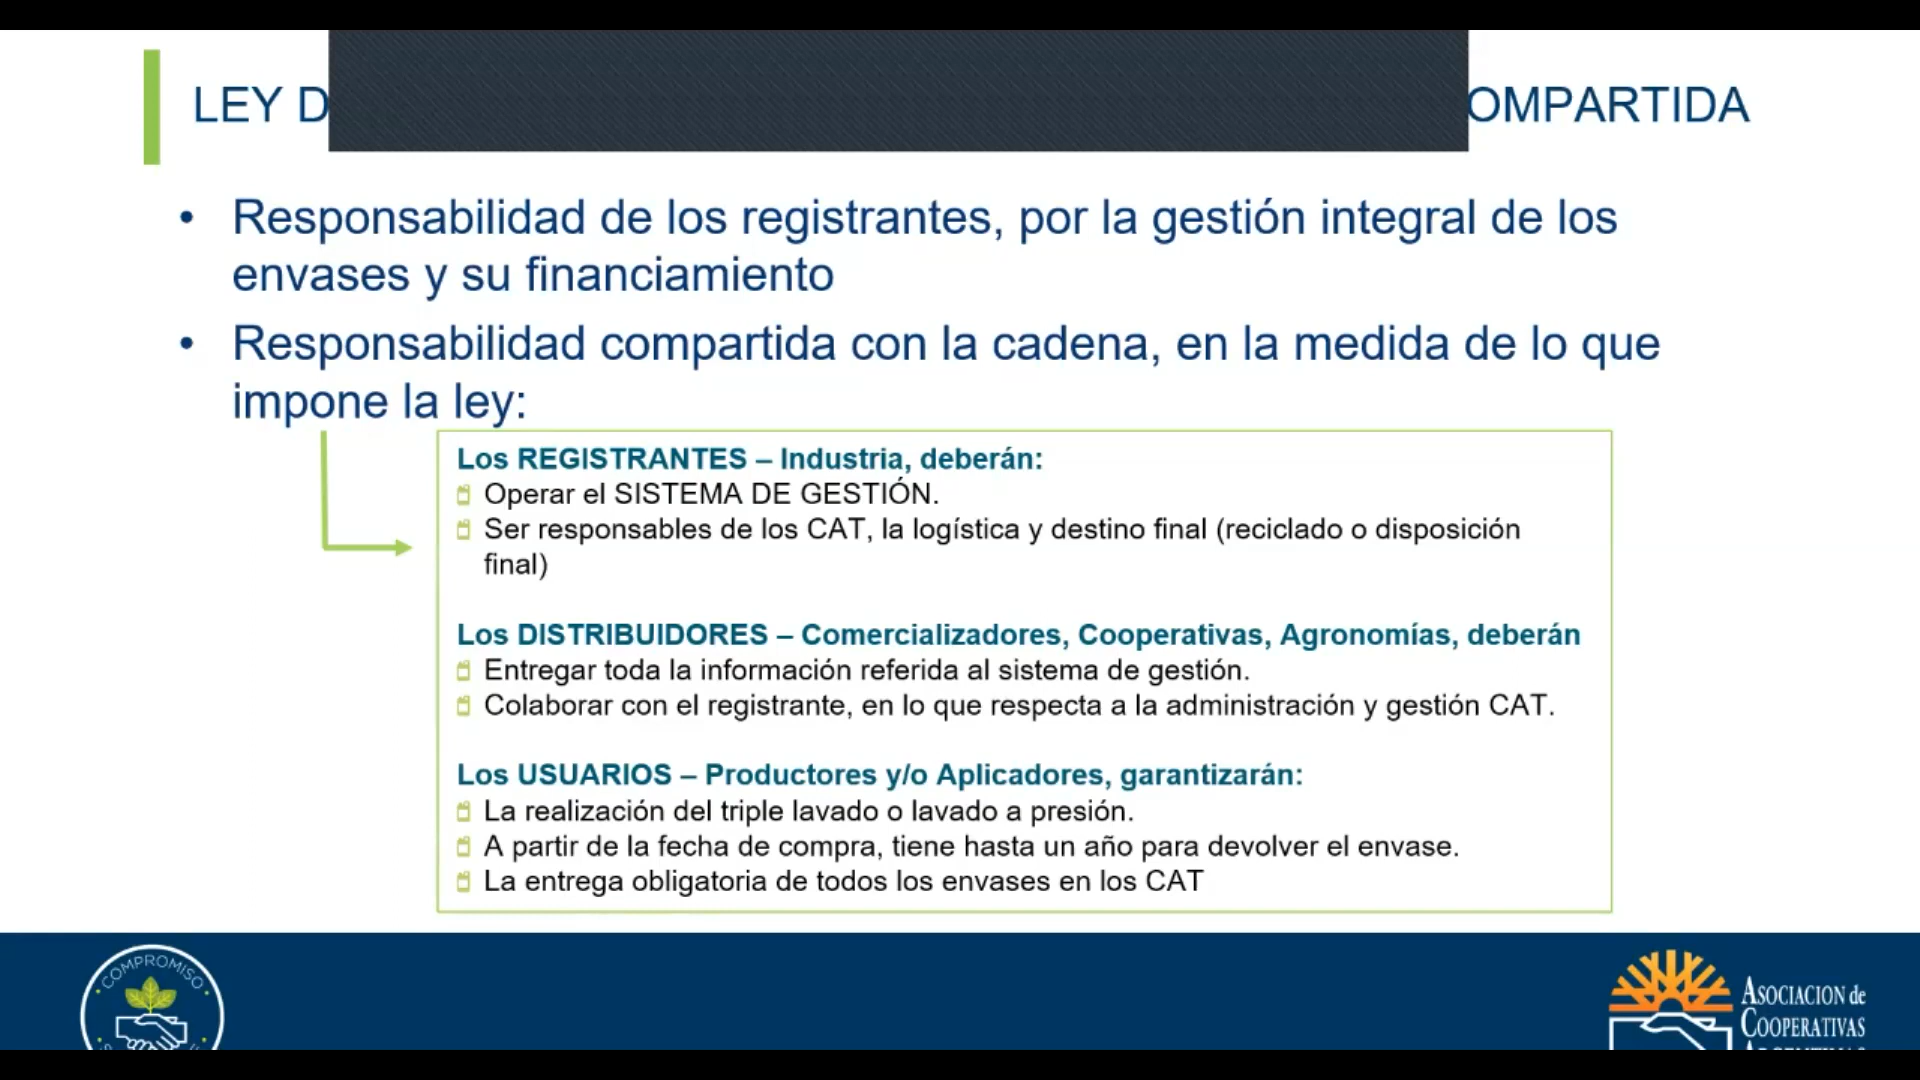 LEY D
OMPARTIDA
• Responsabilidad de los registrantes, por la gestión integral de los
envases y su financiamiento
• Responsabilidad compartida con la cadena, en la medida de lo que
impone la ley:
Los REGISTRANTES – Industria, deberán:
Operar el SISTEMA DE GESTIÓN.
Ser responsables de los CAT, la logística y destino final (reciclado o disposición
final)
Los DISTRIBUIDORES – Comercializadores, Cooperativas, Agronomías, deberán
Entregar toda la información referida al sistema de gestión.
Colaborar con el registrante, en lo que respecta a la administración y gestión CAT.
Los USUARIOS – Productores y/o Aplicadores, garantizarán:
La realización del triple lavado o lavado a presión.
A partir de la fecha de compra, tiene hasta un año para devolver el envase.
La entrega obligatoria de todos los envases en los CAT
COMPROMISO
ASOCIACION de
COOPERATIVAS